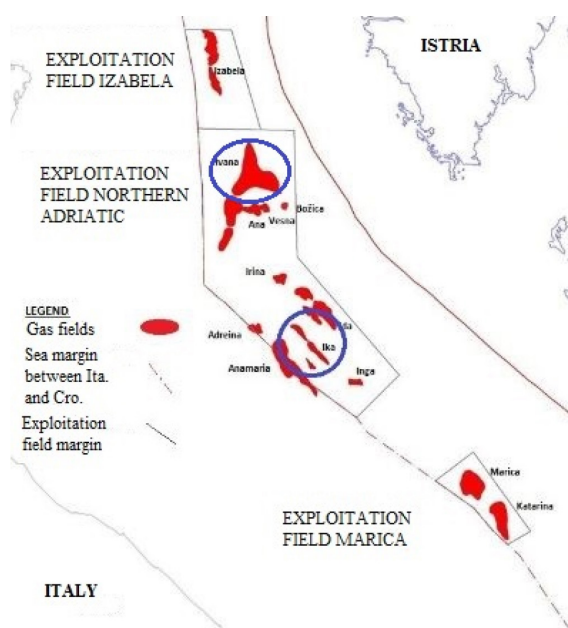 ISTRIA
EXPLOITATION
FIELD IZABELA
Izabela
EXPLOITATION
FIELD NORTHERN
ADRIATIC
Ivana
Božica
Vesna
Ana
Irina
LEGEND
Gas fields
Sea margin
between Ita.
and Cro.
Exploitation
field margin
Adreina
Ika
Anamaria
Inga
Marica
Katarina
EXPLOITATION
FIELD MARICA
ITALY